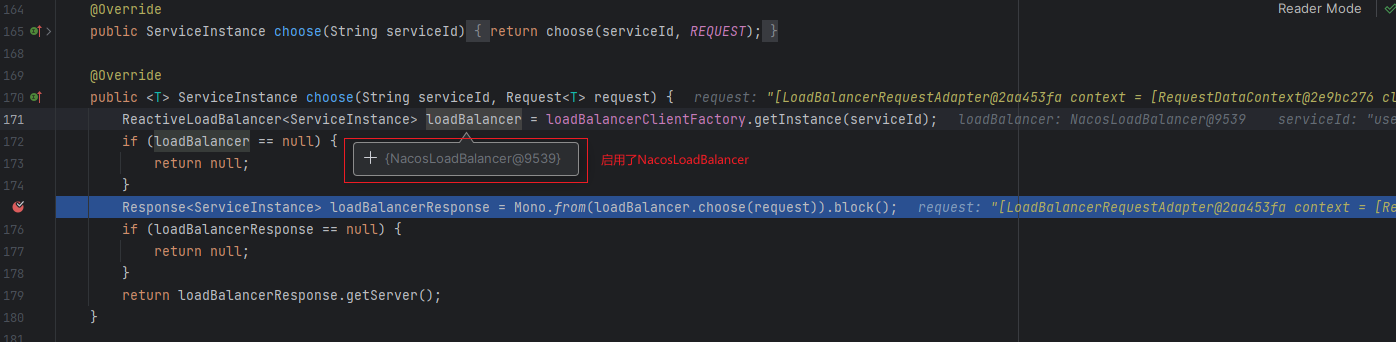 Reader Mode
164 @Override
165 public ServiceInstance choose(String serviceId) { return choose(serviceId, REQUEST); }
168
169 @Override
170 public <T> ServiceInstance choose(String serviceId, Request<T> request) { request: "[LoadBalancerRequestAdapter@2aa453fa context = [RequestDataContext@2e9bc276 cl
171 ReactiveLoadBalancer<ServiceInstance> loadBalancer = loadBalancerClientFactory.getInstance(serviceId); loadBalancer: NacosLoadBalancer@9539 serviceId: "use
172 if (loadBalancer == null) {
173 return null;
{NacosLoadBalancer@9539}
启用了NacosLoadBalancer
174 }
Response<ServiceInstance> loadBalancerResponse = Mono.from(loadBalancer.choose(request)).block(); request: "[LoadBalancerRequestAdapter@2aa453fa context = [Re
176 if (loadBalancerResponse == null) {
177 return null;
178 }
179 return loadBalancerResponse.getServer();
180 }
181